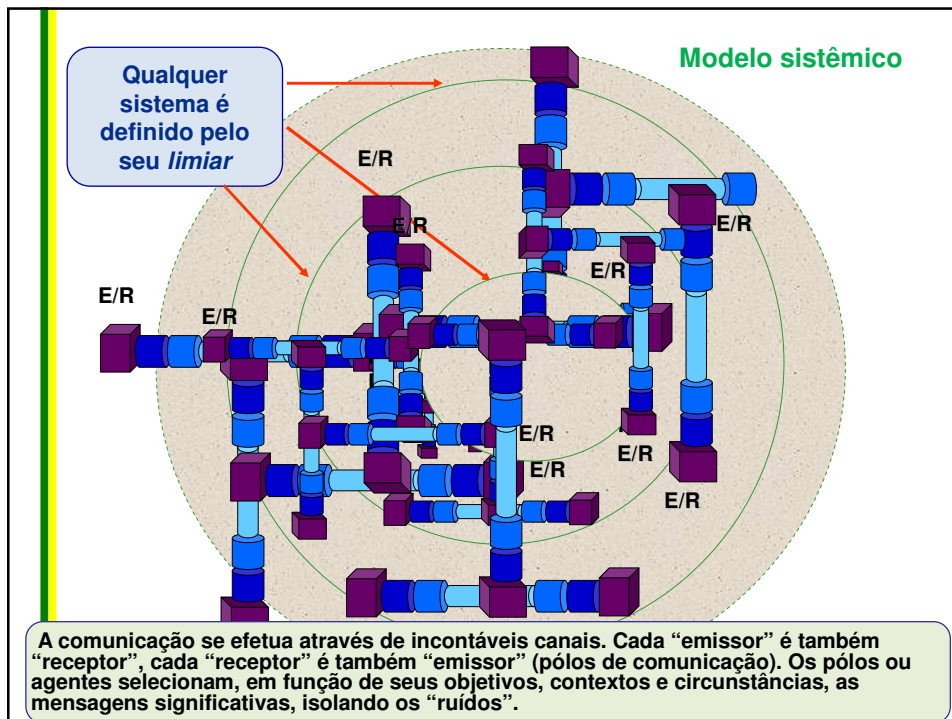 Modelo sistêmico
Qualquer
sistema é
definido pelo
seu limiar
E/R
E/R
E/R
E/R
E/R
E/R
E/R
E/R
E/R
E/R
A comunicação se efetua através de incontáveis canais. Cada “emissor” é também
“receptor”, cada “receptor” é também “emissor” (pólos de comunicação). Os pólos ou
agentes selecionam, em função de seus objetivos, contextos e circunstâncias, as
mensagens significativas, isolando os “ruídos”.